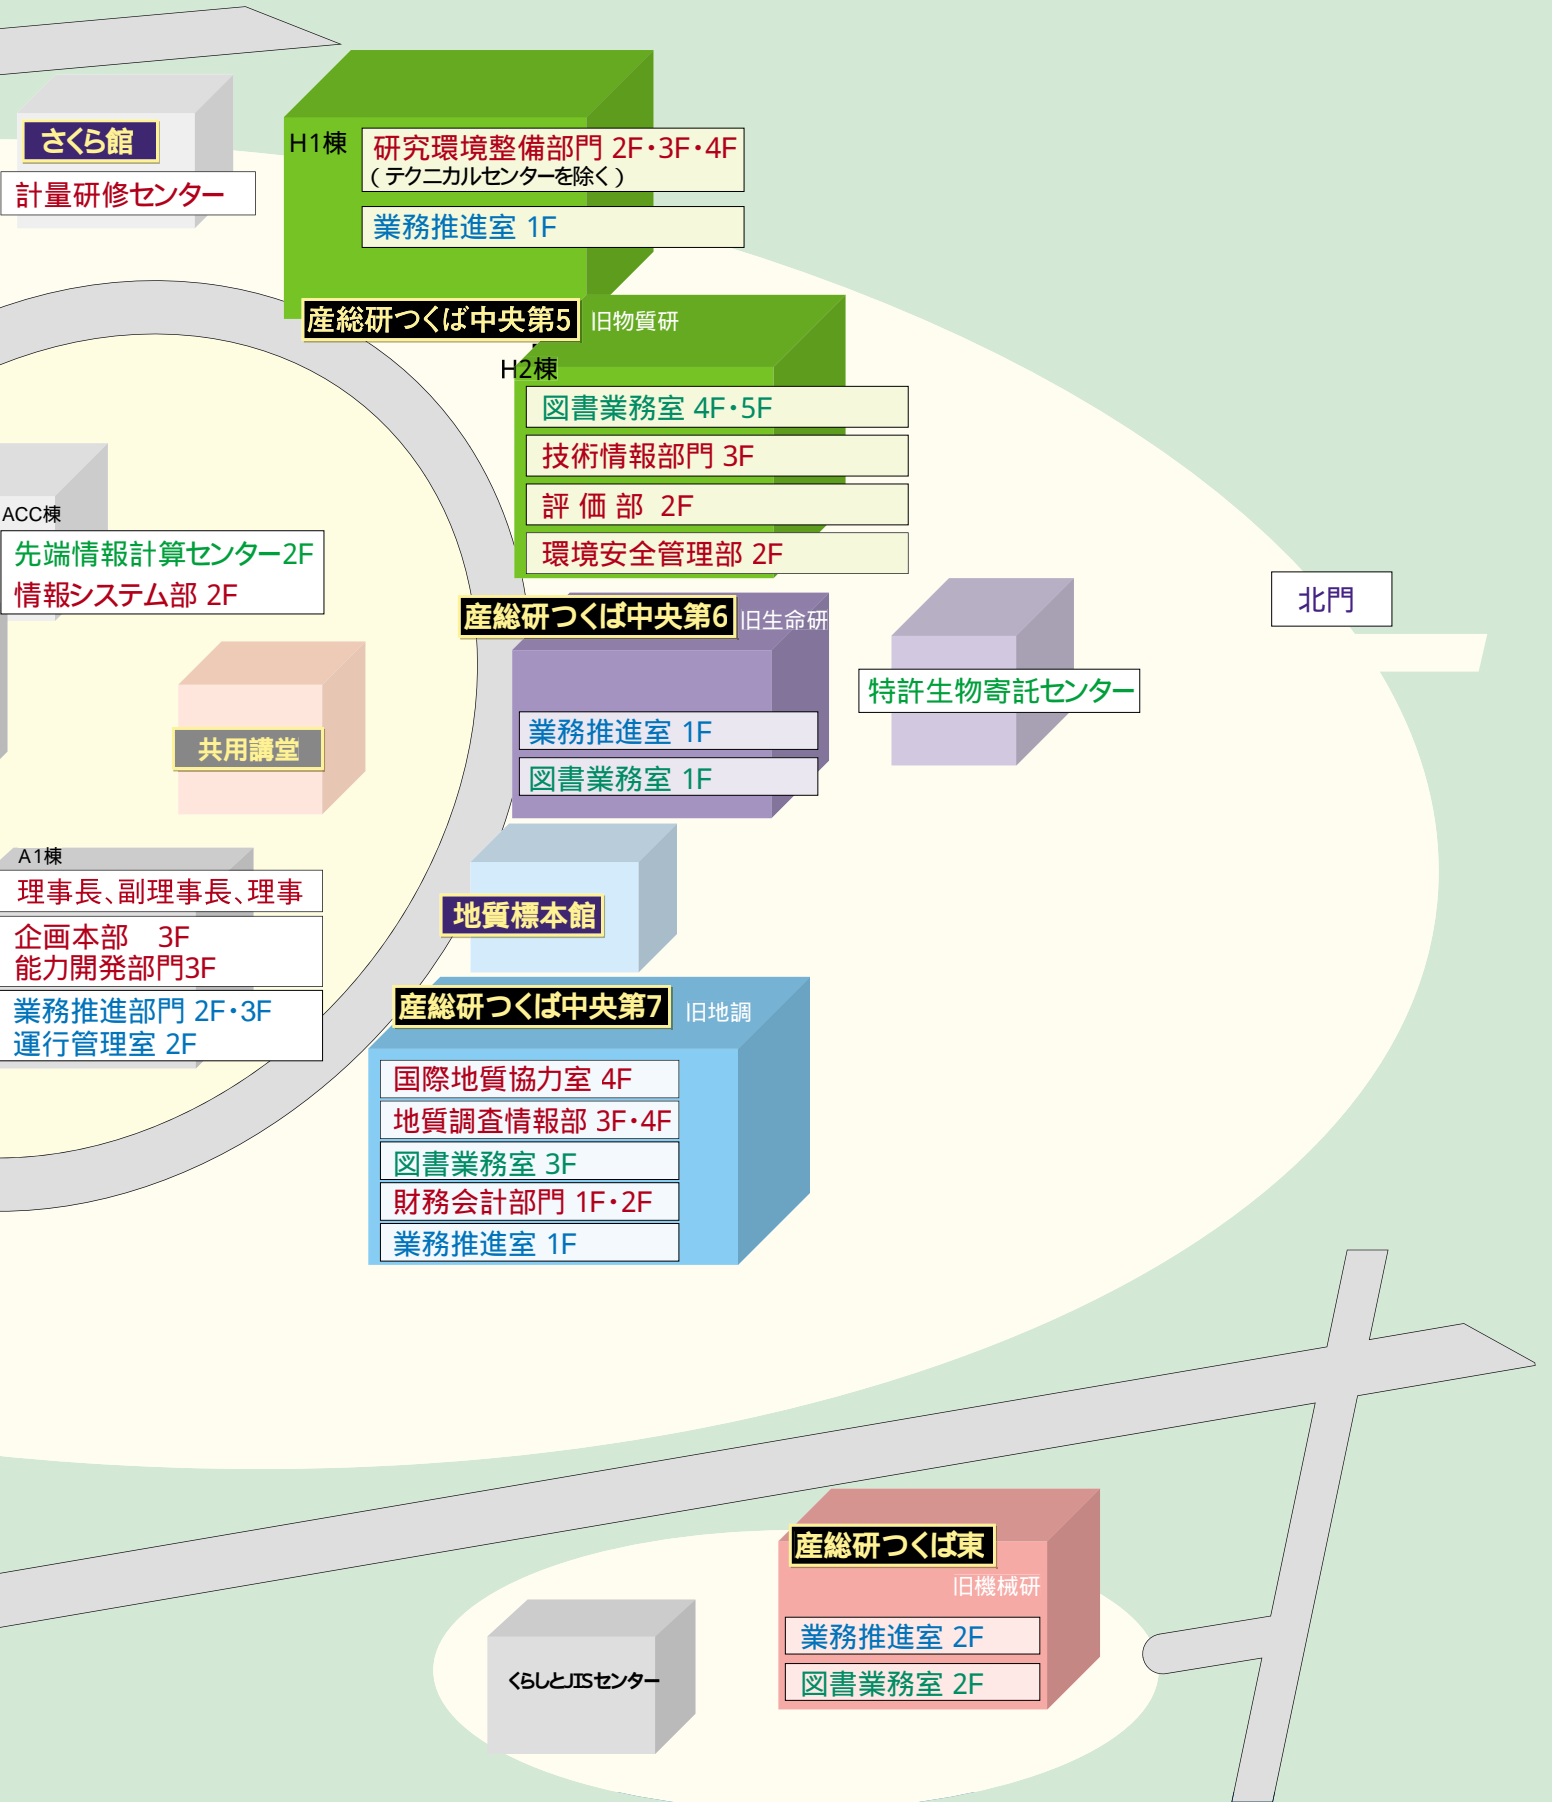 さくら館
計量研修センター
H1棟
研究環境整備部門 2F・3F・4F
(テクニカルセンターを除く)
業務推進室 1F
産総研つくば中央第5
旧物質研
H2棟
図書業務室 4F・5F
技術情報部門 3F
評 価 部 2F
環境安全管理部 2F
ACC棟
先端情報計算センター2F
情報システム部 2F
産総研つくば中央第6
旧生命研
業務推進室 1F
図書業務室 1F
特許生物寄託センター
北門
共用講堂
A1棟
理事長、副理事長、理事
企画本部 3F
能力開発部門3F
業務推進部門 2F・3F
運行管理室 2F
地質標本館
産総研つくば中央第7
旧地調
国際地質協力室 4F
地質調査情報部 3F・4F
図書業務室 3F
財務会計部門 1F・2F
業務推進室 1F
産総研つくば東
旧機械研
業務推進室 2F
図書業務室 2F
くらしとJISセンター